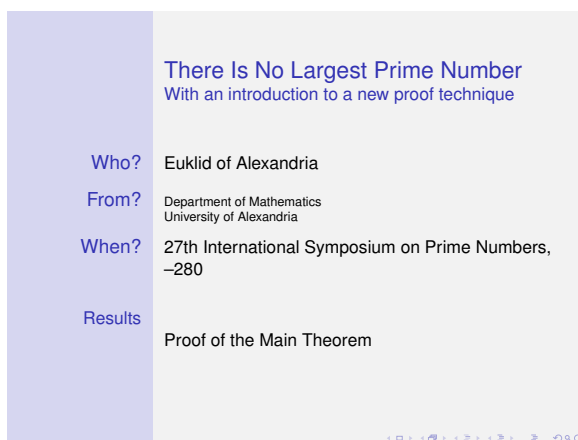 There Is No Largest Prime Number
With an introduction to a new proof technique
Who? Euklid of Alexandria
From? Department of Mathematics
University of Alexandria
When? 27th International Symposium on Prime Numbers,
–280
Results
Proof of the Main Theorem